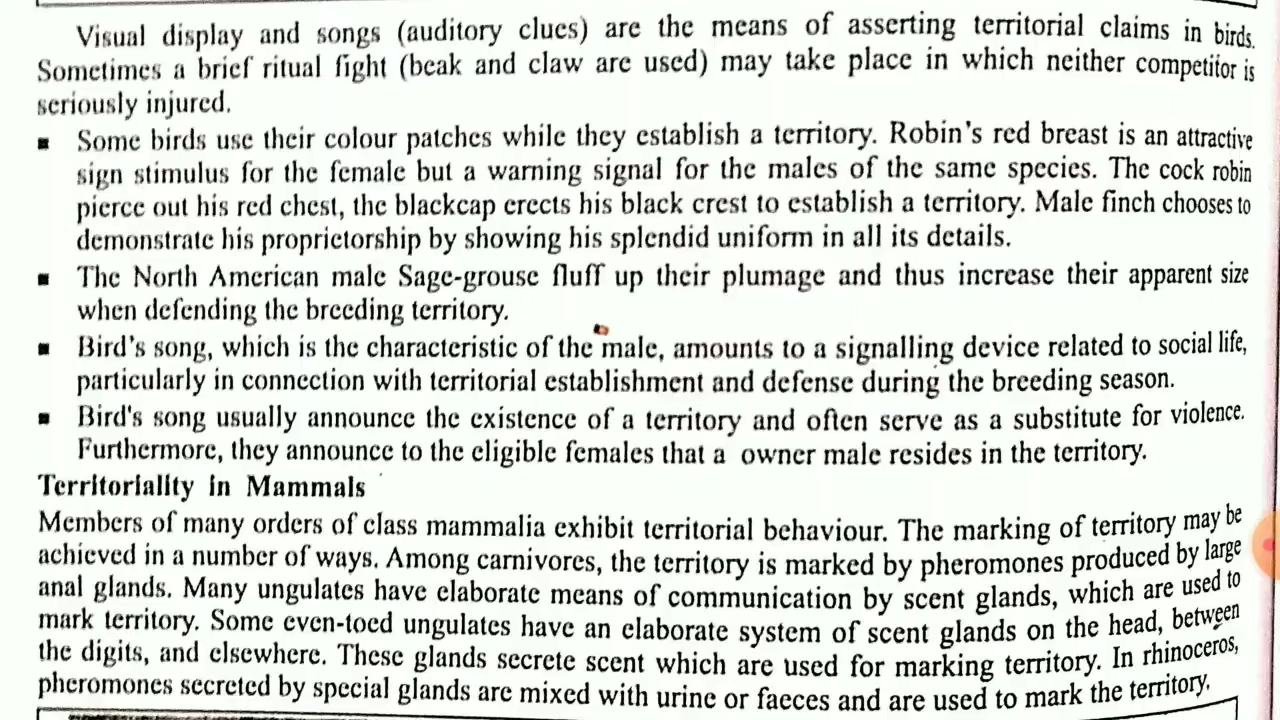 Visual display and songs (auditory clues) are the means of asserting territorial claims in birds.
Sometimes a brief ritual fight (beak and claw are used) may take place in which neither competitor is
seriously injured.
▪ Some birds use their colour patches while they establish a territory. Robin's red breast is an attractive
sign stimulus for the female but a warning signal for the males of the same species. The cock robin
pierce out his red chest, the blackcap erects his black crest to establish a territory. Male finch chooses to
demonstrate his proprietorship by showing his splendid uniform in all its details.
▪ The North American male Sage-grouse fluff up their plumage and thus increase their apparent size
when defending the breeding territory.
▪ Bird's song, which is the characteristic of the male, amounts to a signalling device related to social life,
particularly in connection with territorial establishment and defense during the breeding season.
▪ Bird's song usually announce the existence of a territory and often serve as a substitute for violence.
Furthermore, they announce to the eligible females that a owner male resides in the territory.
Territoriality in Mammals
Members of many orders of class mammalia exhibit territorial behaviour. The marking of territory may be
achieved in a number of ways. Among carnivores, the territory is marked by pheromones produced by large
anal glands. Many ungulates have elaborate means of communication by scent glands, which are used to
mark territory. Some even-toed ungulates have an elaborate system of scent glands on the head, between
the digits, and elsewhere. These glands secrete scent which are used for marking territory. In rhinoceros,
pheromones secreted by special glands are mixed with urine or faeces and are used to mark the territory.